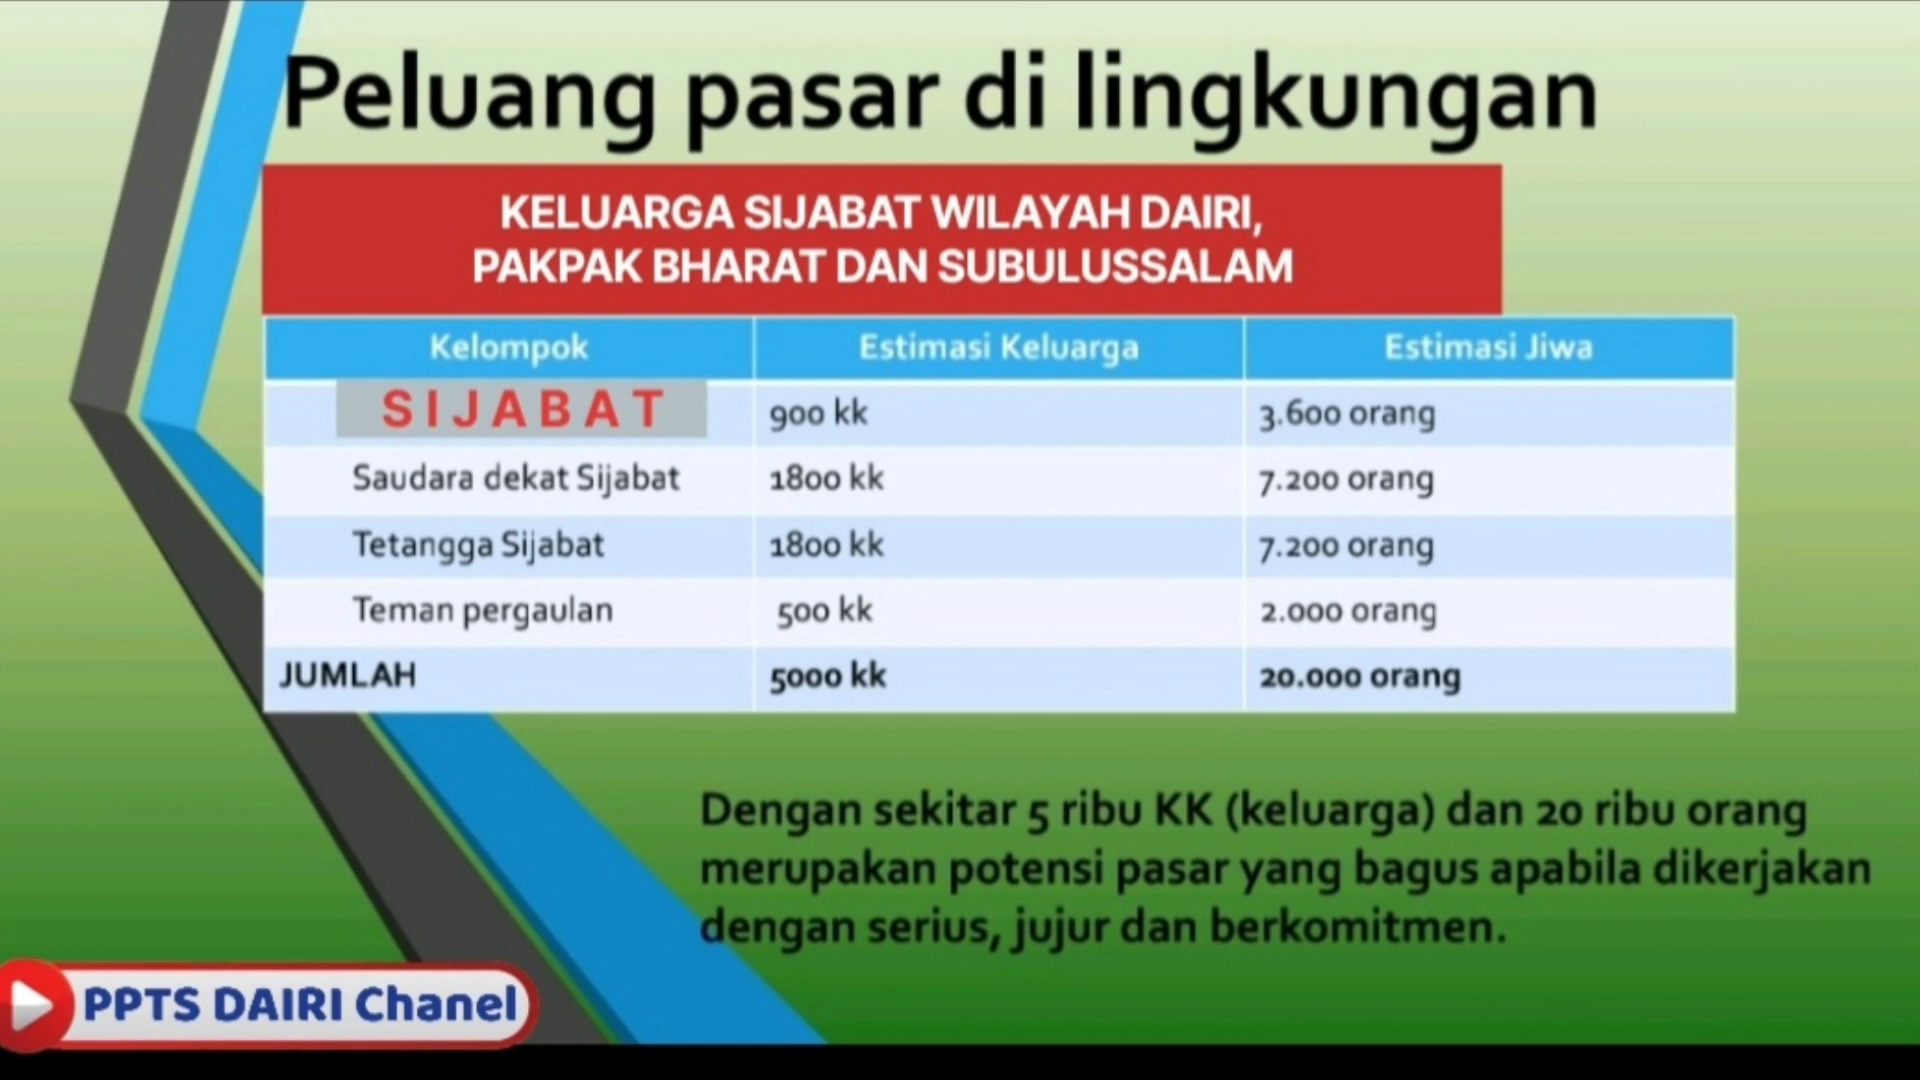 Peluang pasar di lingkungan
KELUARGA SIJABAT WILAYAH DAIRI,
PAKPAK BHARAT DAN SUBULUSSALAM
Kelompok Estimasi Keluarga Estimasi Jiwa
SIJABAT 900 kk 3.600 orang
Saudara dekat Sijabat 1800 kk 7.200 orang
Tetangga Sijabat 1800 kk 7.200 orang
Teman pergaulan 500 kk 2.000 orang
JUMLAH 5000 kk 20.000 orang
Dengan sekitar 5 ribu KK (keluarga) dan 20 ribu orang
merupakan potensi pasar yang bagus apabila dikerjakan
dengan serius, jujur dan berkomitmen.
PPTS DAIRI Chanel